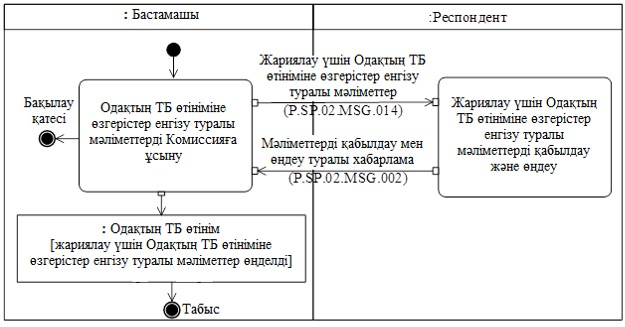 : Бастамашы
:Респондент
Жариялау үшін Одақтың ТБ
өтініміне өзгерістер енгізу
туралы мәліметтер
(P.SP.02.MSG.014)
Бақылау
қатесі
Одақтың ТБ өтініміне
өзгерістер енгізу туралы
мәліметтерді Комиссияға
ұсыну
Жариялау үшін Одақтың
ТБ өтініміне өзгерістер
енгізу туралы
мәліметтерді қабылдау
және өңдеу
Мәліметтерді қабылдау мен
өңдеу туралы хабарлама
(P.SP.02.MSG.002)
: Одақтың ТБ өтінім
[жариялау үшін Одақтың ТБ өтініміне
өзгерістер енгізу туралы мәліметтер өңделді]
Табыс